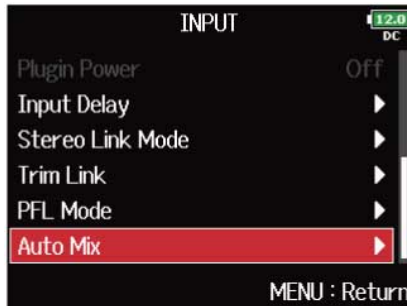 INPUT
12.0
DC
Plugin Power Off
Input Delay
Stereo Link Mode
Trim Link
PFL Mode
Auto Mix
MENU : Return